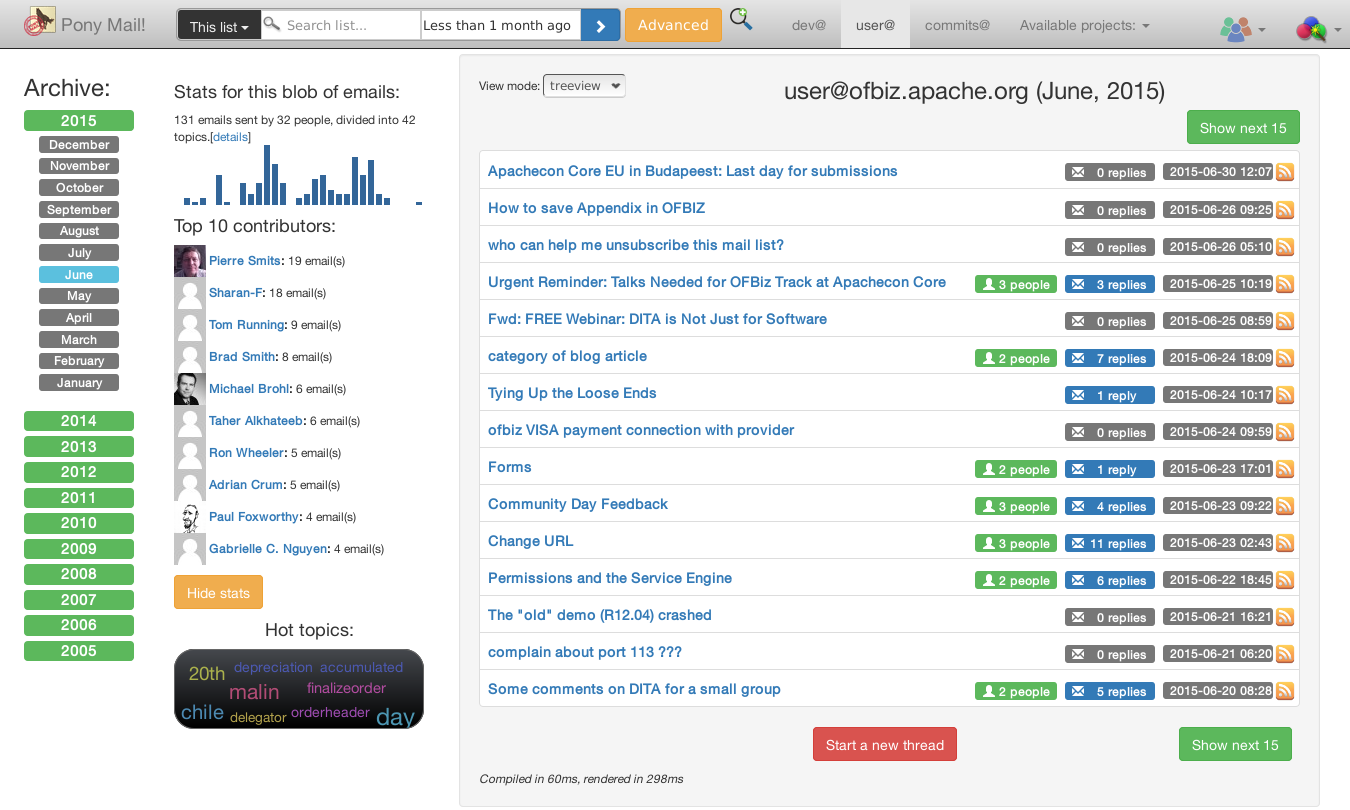 Pony Mail!
This list
Search list...
Less than 1 month ago
Advanced
dev@
user@
commits@
Available projects:
Archive:
2015
December
November
October
September
August
July
June
May
April
March
February
January
2014
2013
2012
2011
2010
2009
2008
2007
2006
2005
Stats for this blob of emails:
131 emails sent by 32 people, divided into 42
topics.[details]
Top 10 contributors:
Pierre Smits: 19 email(s)
Sharan-F: 18 email(s)
Tom Running: 9 email(s)
Brad Smith: 8 email(s)
Michael Brohl: 6 email(s)
Taher Alkhateeb: 6 email(s)
Ron Wheeler: 5 email(s)
Adrian Crum: 5 email(s)
Paul Foxworthy: 4 email(s)
Gabrielle C. Nguyen: 4 email(s)
Hide stats
Hot topics:
20th depreciation accumulated
malin finalizeorder
chile delegator orderheader day
View mode: treeview
user@ofbiz.apache.org (June, 2015)
Show next 15
Apachecon Core EU in Budapeest: Last day for submissions 0 replies 2015-06-30 12:07
How to save Appendix in OFBIZ 0 replies 2015-06-26 09:25
who can help me unsubscribe this mail list? 0 replies 2015-06-26 05:10
Urgent Reminder: Talks Needed for OFBiz Track at Apachecon Core 3 people 3 replies 2015-06-25 10:19
Fwd: FREE Webinar: DITA is Not Just for Software 0 replies 2015-06-25 08:59
category of blog article 2 people 7 replies 2015-06-24 18:09
Tying Up the Loose Ends 1 reply 2015-06-24 10:17
ofbiz VISA payment connection with provider 0 replies 2015-06-24 09:59
Forms 2 people 1 reply 2015-06-23 17:01
Community Day Feedback 3 people 4 replies 2015-06-23 09:22
Change URL 3 people 11 replies 2015-06-23 02:43
Permissions and the Service Engine 2 people 6 replies 2015-06-22 18:45
The "old" demo (R12.04) crashed 0 replies 2015-06-21 16:21
complain about port 113 ??? 0 replies 2015-06-21 06:20
Some comments on DITA for a small group 2 people 5 replies 2015-06-20 08:28
Start a new thread
Show next 15
Compiled in 60ms, rendered in 298ms